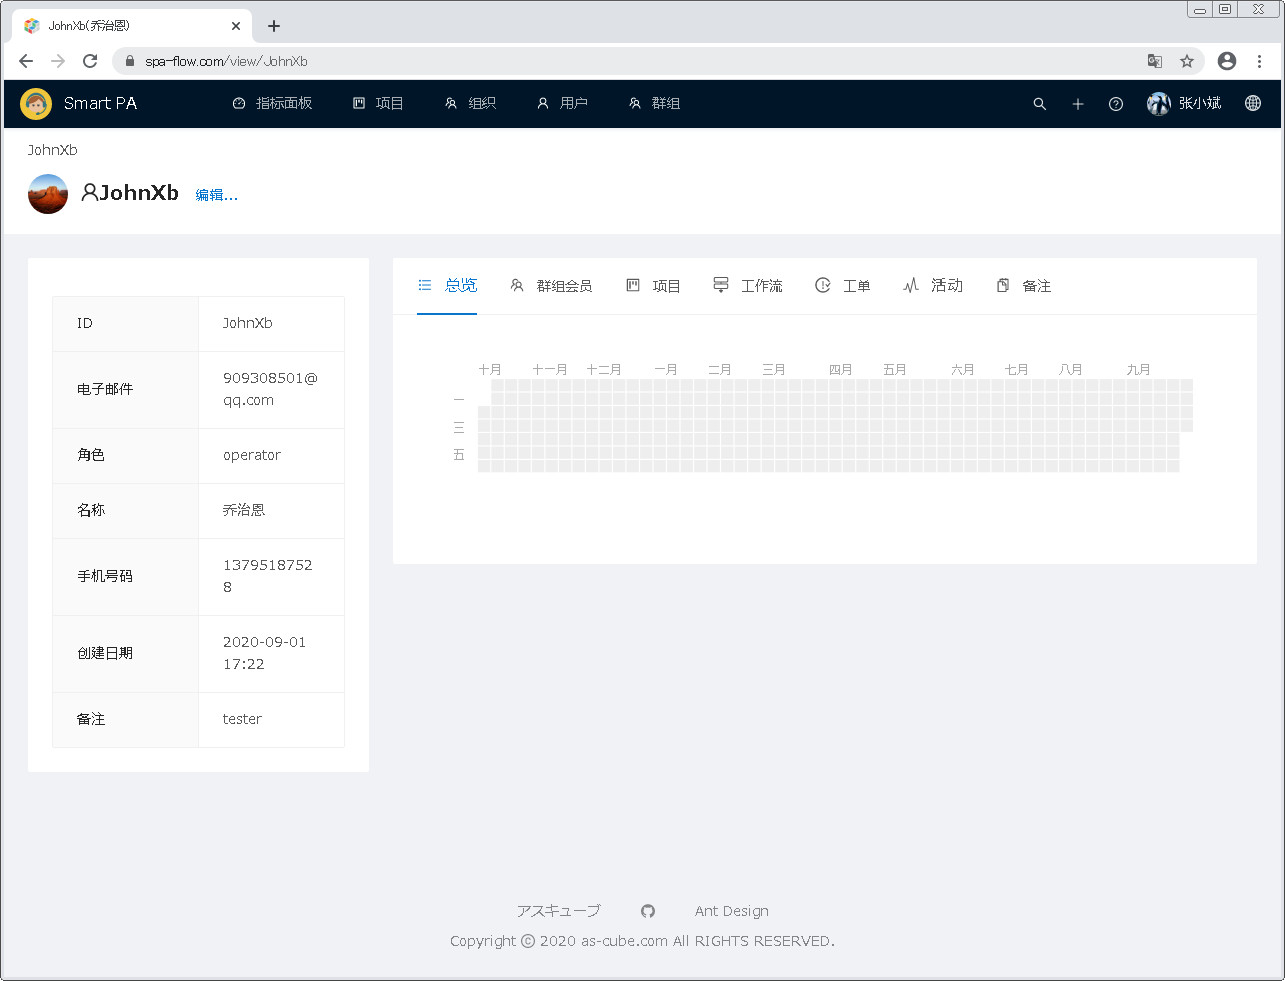 JohnXb(乔治恩)
spa-flow.com/view/JohnXb
Smart PA 指标面板 项目 组织 用户 群组 张小斌
JohnXb
JohnXb 编辑...
总览 群组会员 项目 工作流 工单 活动 备注
ID JohnXb
电子邮件 909308501@
qq.com
角色 operator
名称 乔治恩
手机号码 1379518752
8
创建日期 2020-09-01
17:22
备注 tester
十月 十一月 十二月 一月 二月 三月 四月 五月 六月 七月 八月 九月
一
三
五
アスキューブ Ant Design
Copyright © 2020 as-cube.com All RIGHTS RESERVED.